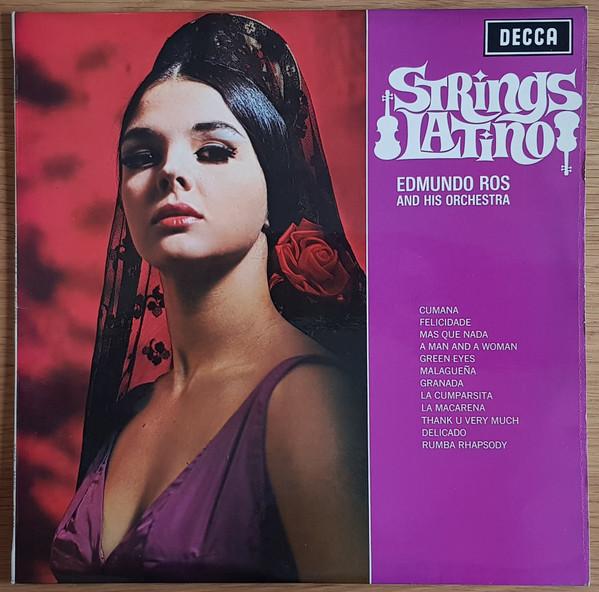 DECCA
Strings
Latino
EDMUNDO ROS
AND HIS ORCHESTRA
CUMANA
FELICIDADE
MAS QUE NADA
A MAN AND A WOMAN
GREEN EYES
MALAGUEÑA
GRANADA
LA CUMPARSITA
LA MACARENA
THANK U VERY MUCH
DELICADO
RUMBA RHAPSODY